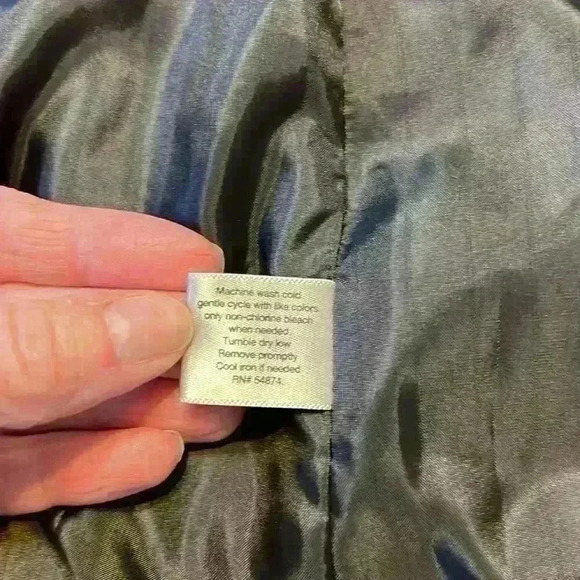 Machine wash cold
gentle cycle with like colors
only non-chlorine bleach
when needed.
Tumble dry low
Remove promptly
Cool iron if needed
RN# 54874